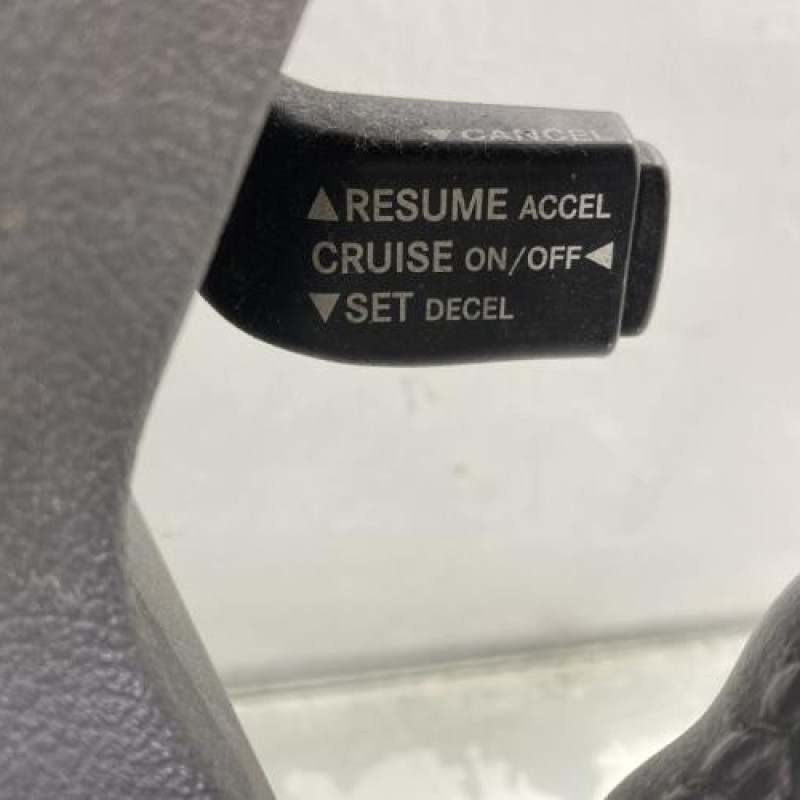 ▼ CANCEL
▲RESUME ACCEL
CRUISE ON/OFF◀
▼SET DECEL